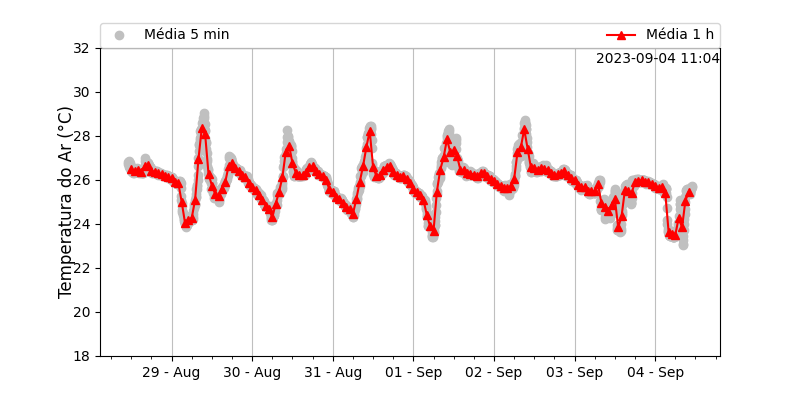 Média 5 min
Média 1 h
2023-09-04 11:04
Temperatura do Ar (°C)
32
30
28
26
24
22
20
18
29 - Aug
30 - Aug
31 - Aug
01 - Sep
02 - Sep
03 - Sep
04 - Sep